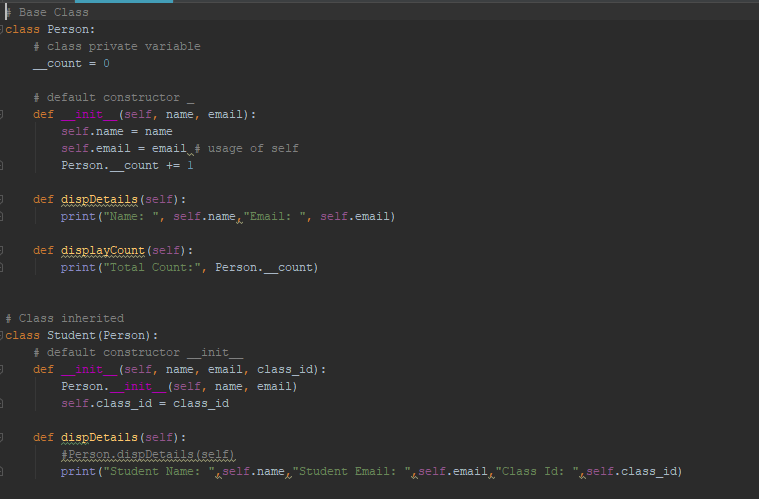 # Base Class
class Person:
    # class private variable
    __count = 0
    # default constructor _
    def __init__(self, name, email):
        self.name = name
        self.email = email # usage of self
        Person.__count += 1
    def dispDetails(self):
        print("Name: ", self.name,"Email: ", self.email)
    def displayCount(self):
        print("Total Count:", Person.__count)
# Class inherited
class Student(Person):
    # default constructor __init__
    def __init__(self, name, email, class_id):
        Person.__init__(self, name, email)
        self.class_id = class_id
    def dispDetails(self):
        #Person.dispDetails(self)
        print("Student Name: ",self.name,"Student Email: ",self.email,"Class Id: ",self.class_id)